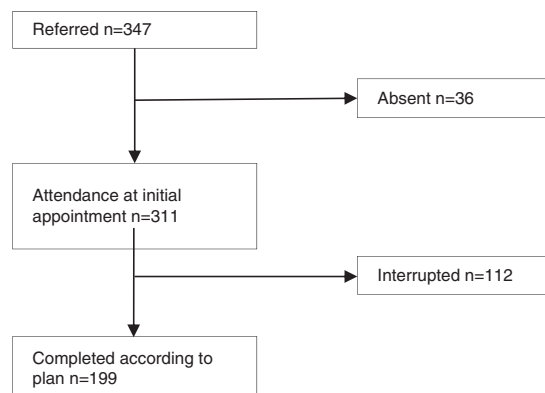 Referred n=347
Absent n=36
Attendance at initial
appointment n=311
Interrupted n=112
Completed according to
plan n=199